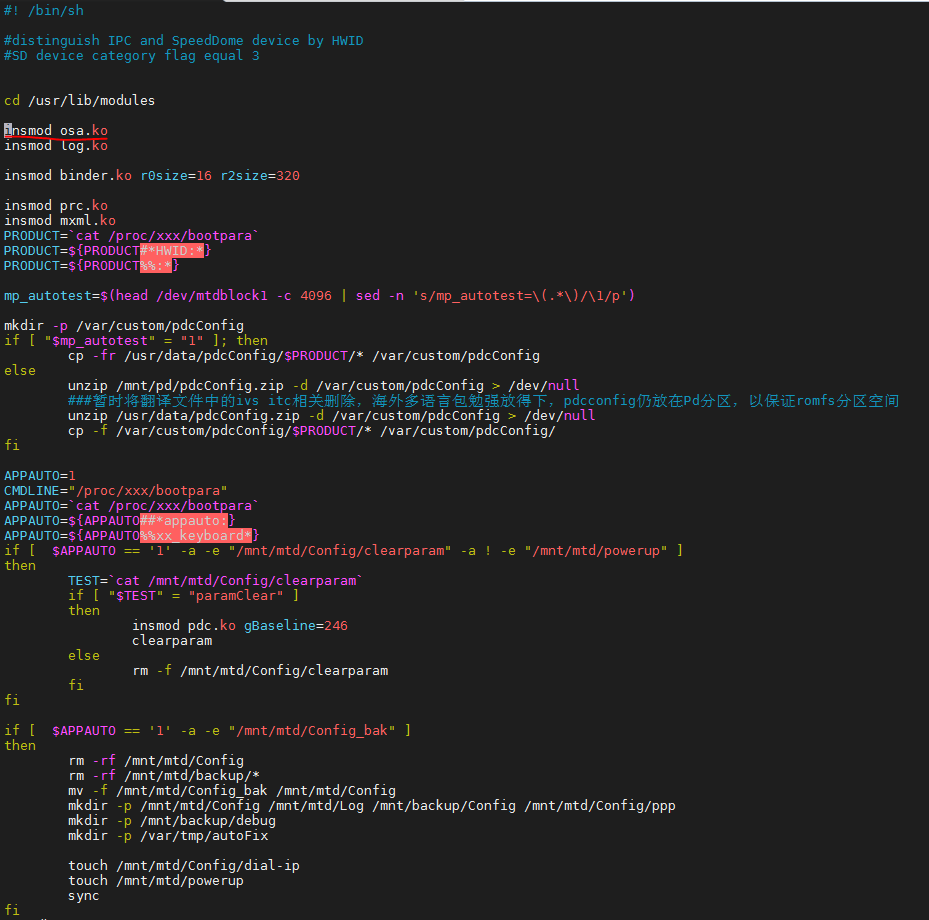 #! /bin/sh
#distinguish IPC and SpeedDome device by HWID
#SD device category flag equal 3
cd /usr/lib/modules
insmod osa.ko
insmod log.ko
insmod binder.ko r0size=16 r2size=320
insmod prc.ko
insmod mxml.ko
PRODUCT=`cat /proc/xxx/bootpara`
PRODUCT=${PRODUCT#*HWID:*}
PRODUCT=${PRODUCT%%:*}
mp_autotest=$(head /dev/mtdblock1 -c 4096 | sed -n 's/mp_autotest=\(.*\)/\1/p')
mkdir -p /var/custom/pdcConfig
if [ "$mp_autotest" = "1" ]; then
cp -fr /usr/data/pdcConfig/$PRODUCT/* /var/custom/pdcConfig
else
unzip /mnt/pd/pdcConfig.zip -d /var/custom/pdcConfig > /dev/null
###暂时将翻译文件中的ivs itc相关删除，海外多语言包勉强放得下，pdcconfig仍放在Pd分区，以保证romfs分区空间
unzip /usr/data/pdcConfig.zip -d /var/custom/pdcConfig > /dev/null
cp -f /var/custom/pdcConfig/$PRODUCT/* /var/custom/pdcConfig/
fi
APPAUTO=1
CMDLINE="/proc/xxx/bootpara"
APPAUTO=`cat /proc/xxx/bootpara`
APPAUTO=${APPAUTO##*appauto:}
APPAUTO=${APPAUTO%%xx_keyboard*}
if [  $APPAUTO == '1' -a -e "/mnt/mtd/Config/clearparam" -a ! -e "/mnt/mtd/powerup" ]
then
TEST=`cat /mnt/mtd/Config/clearparam`
if [ "$TEST" = "paramClear" ]
then
insmod pdc.ko gBaseline=246
clearparam
else
rm -f /mnt/mtd/Config/clearparam
fi
fi
if [  $APPAUTO == '1' -a -e "/mnt/mtd/Config_bak" ]
then
rm -rf /mnt/mtd/Config
rm -rf /mnt/mtd/backup/*
mv -f /mnt/mtd/Config_bak /mnt/mtd/Config
mkdir -p /mnt/mtd/Config /mnt/mtd/Log /mnt/backup/Config /mnt/mtd/Config/ppp
mkdir -p /mnt/backup/debug
mkdir -p /var/tmp/autoFix
touch /mnt/mtd/Config/dial-ip
touch /mnt/mtd/powerup
sync
fi